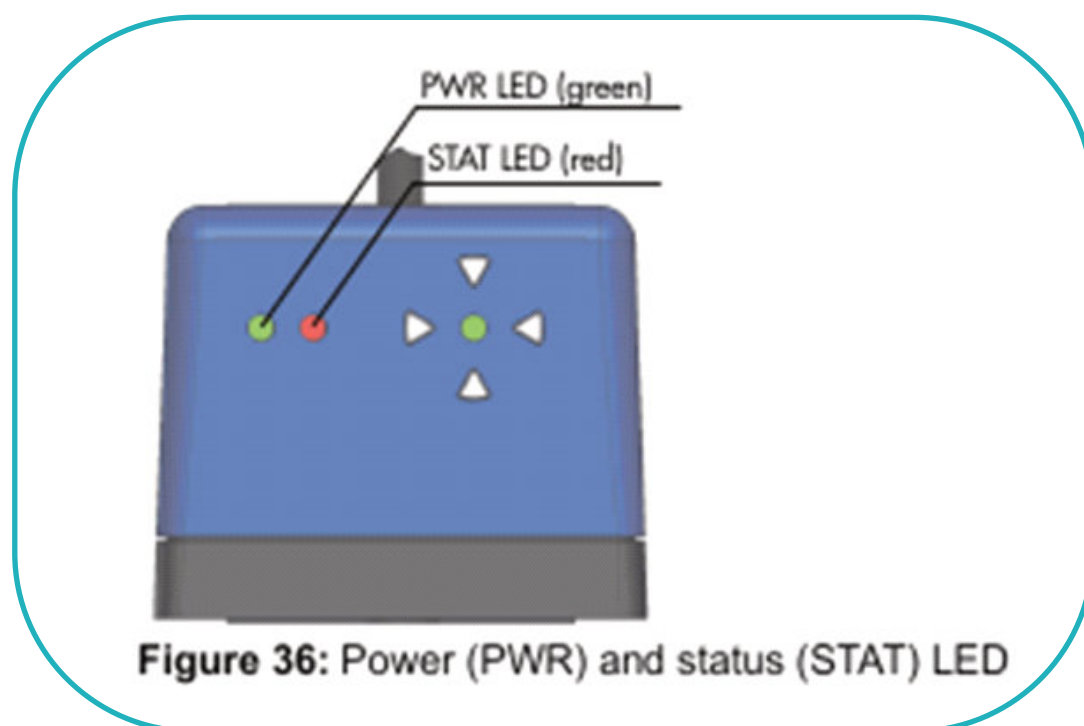 PWR LED (green)
STAT LED (red)
Figure 36: Power (PWR) and status (STAT) LED